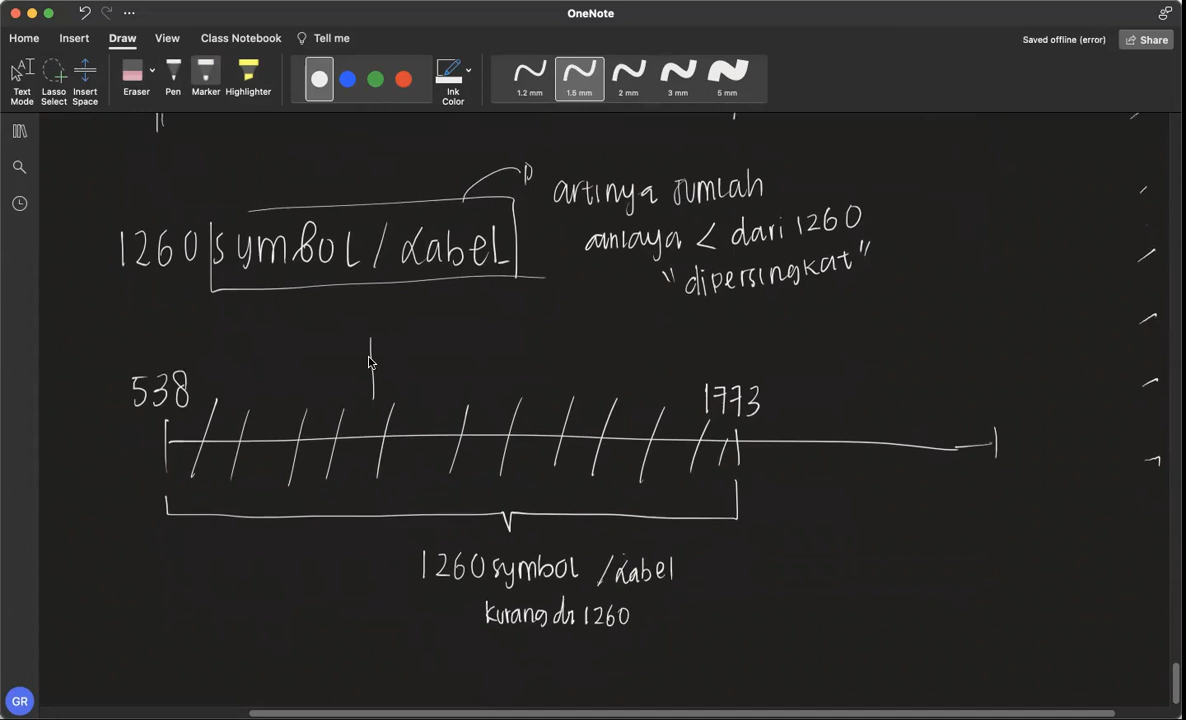 OneNote
Home Insert Draw View Class Notebook Tell me
Saved offline (error) Share
Text Mode
Lasso Select
Insert Space
Eraser
Pen
Marker
Highlighter
Ink Color
1.2 mm
1.5 mm
2 mm
3 mm
5 mm
artinya jumlah
1260 symbol / label
anlaya < dari 1260
"dipersingkat"
538
1773
1260 symbol / label
kurang dr 1260
GR